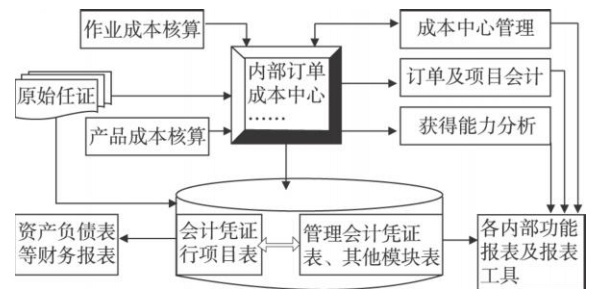 作业成本核算
成本中心管理
内部订单
成本中心
……
原始任证
订单及项目会计
产品成本核算
获得能力分析
资产负债表
等财务报表
会计凭证
行项目表
管理会计凭证
表、其他模块表
各内部功能
报表及报表
工具